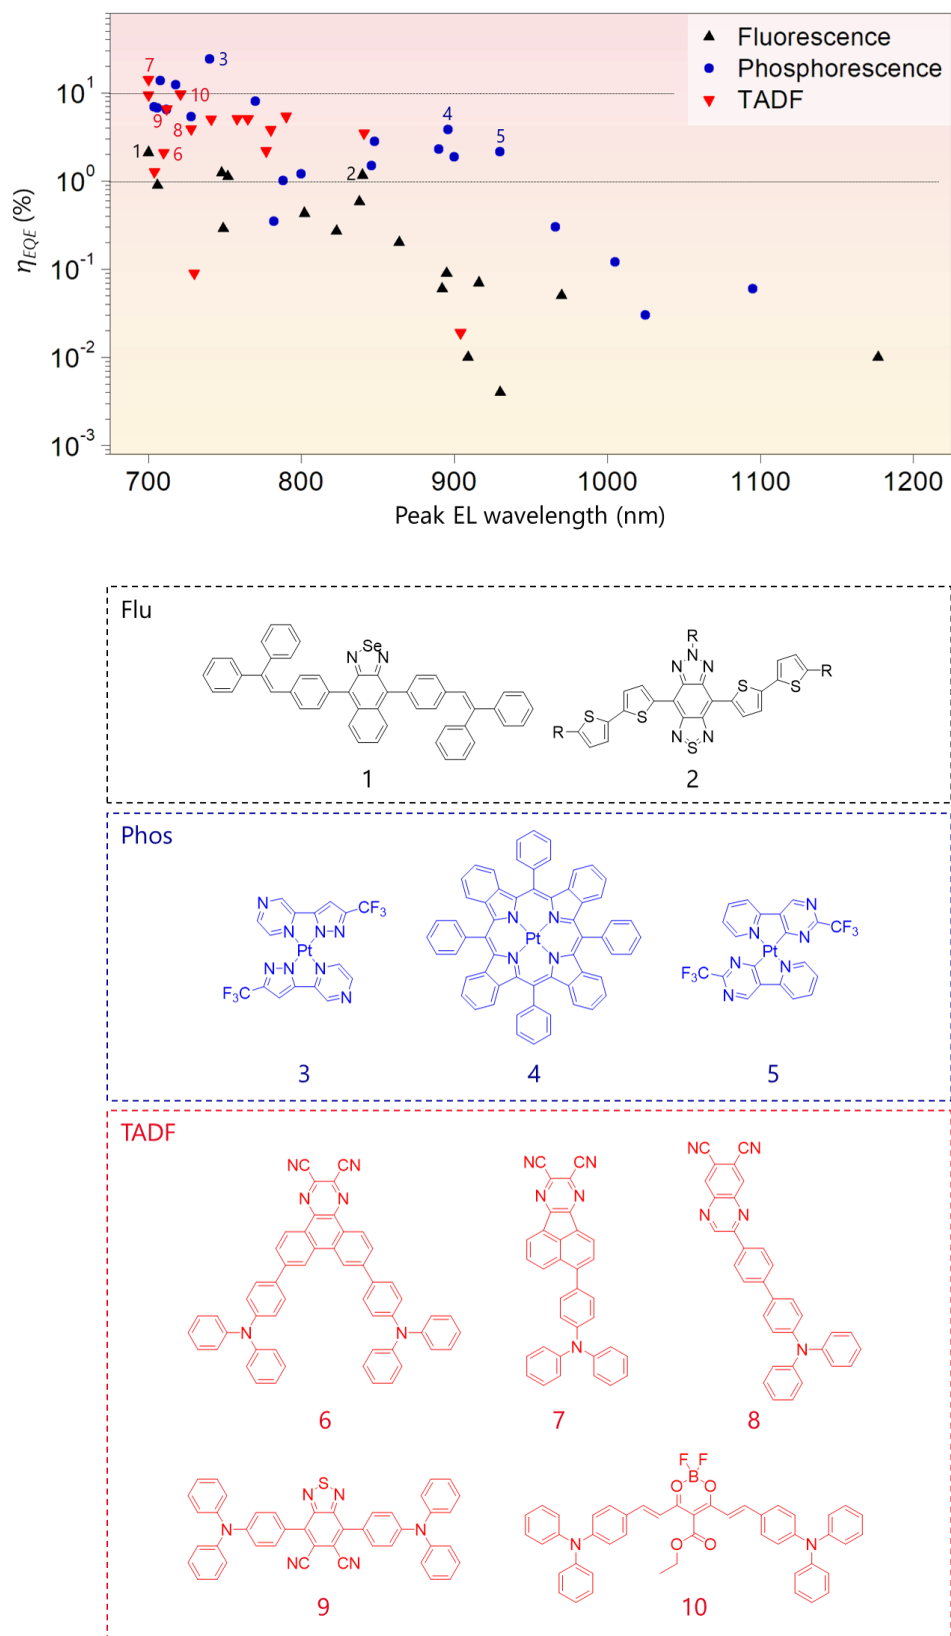 Fluorescence
Phosphorescence
TADF
η_EQE (%)
10^1
10^0
10^-1
10^-2
10^-3
7
3
10
9
8
4
5
1
6
2
700 800 900 1000 1100 1200
Peak EL wavelength (nm)
Flu
Se
N N
1
R
N N N
S S S S
R R
N S N
2
Phos
N N N N CF3
Pt
F3C N N N N
3
N N
Pt
N N
4
N N N CF3
Pt
F3C N N N
5
TADF
NC CN
N N
N N
6
NC CN
N N
N
7
NC CN
N N
N
8
S
N N
N N
NC CN
9
F F
B
O O
O O
N N
10